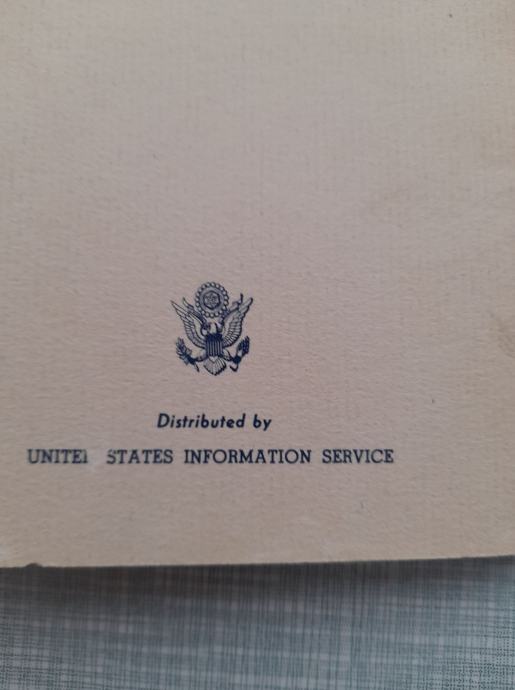 Distributed by
UNITED STATES INFORMATION SERVICE